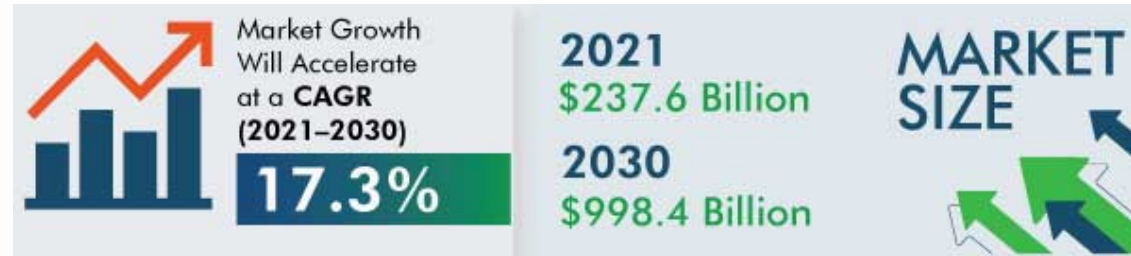 Market Growth
Will Accelerate
at a CAGR
(2021–2030)
17.3%
2021
$237.6 Billion
2030
$998.4 Billion
MARKET
SIZE